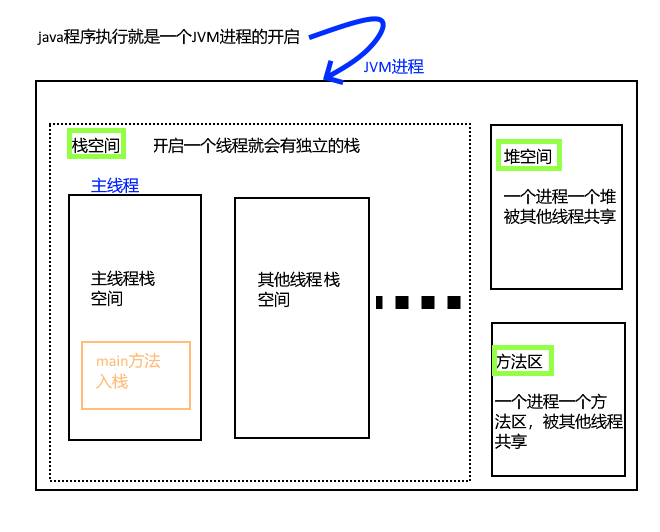 java程序执行就是一个JVM进程的开启
JVM进程
栈空间
开启一个线程就会有独立的栈
主线程
主线程栈
空间
main方法
入栈
其他线程栈
空间
堆空间
一个进程一个堆
被其他线程共享
方法区
一个进程一个方
法区，被其他线程
共享